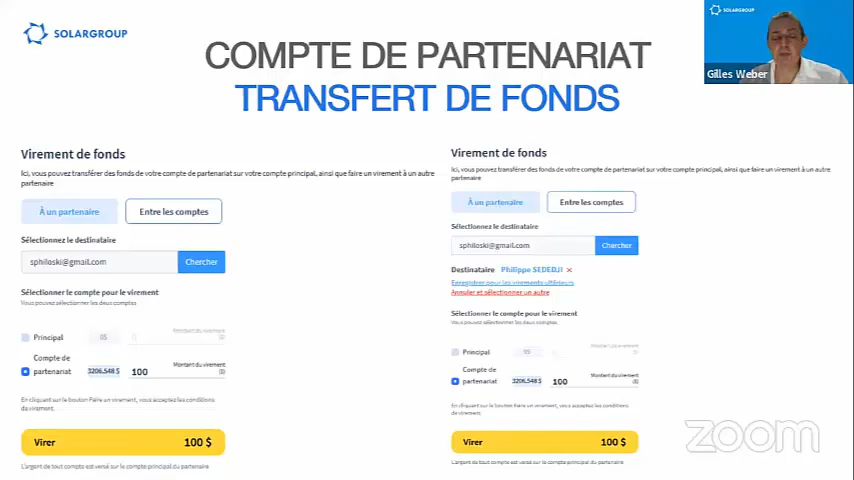 SOLARGROUP
COMPTE DE PARTENARIAT
TRANSFERT DE FONDS
SOLARGROUP
Gilles Weber
Virement de fonds
Ici, vous pouvez transférer des fonds de votre compte de partenariat sur votre compte principal, ainsi que faire un virement à un autre
partenaire
À un partenaire
Entre les comptes
Sélectionnez le destinataire
sphiloski@gmail.com
Chercher
Sélectionner le compte pour le virement
Vous pouvez sélectionner les deux comptes
Principal
0
Montant du virement
($)
Compte de
partenariat
3206.548 $
100
Montant du virement
($)
En cliquant sur le bouton Faire un virement, vous acceptez les conditions
du virement.
Virer
100 $
L'argent de tout compte est versé sur le compte principal du partenaire
Virement de fonds
Ici, vous pouvez transférer des fonds de votre compte de partenariat sur votre compte principal, ainsi que faire un virement à un autre
partenaire
À un partenaire
Entre les comptes
Sélectionnez le destinataire
sphiloski@gmail.com
Chercher
Destinataire Philippe SEDEDJI ×
Enregistrer pour les virements ultérieurs
Annuler et sélectionner un autre
Sélectionner le compte pour le virement
Vous pouvez sélectionner les deux comptes.
Principal
Montant du virement
($)
Compte de
partenariat
3206.548 $
100
Montant du virement
($)
En cliquant sur le bouton Faire un virement, vous acceptez les conditions
de virement.
Virer
100 $
L'argent de tout compte est versé sur le compte principal du partenaire
zoom